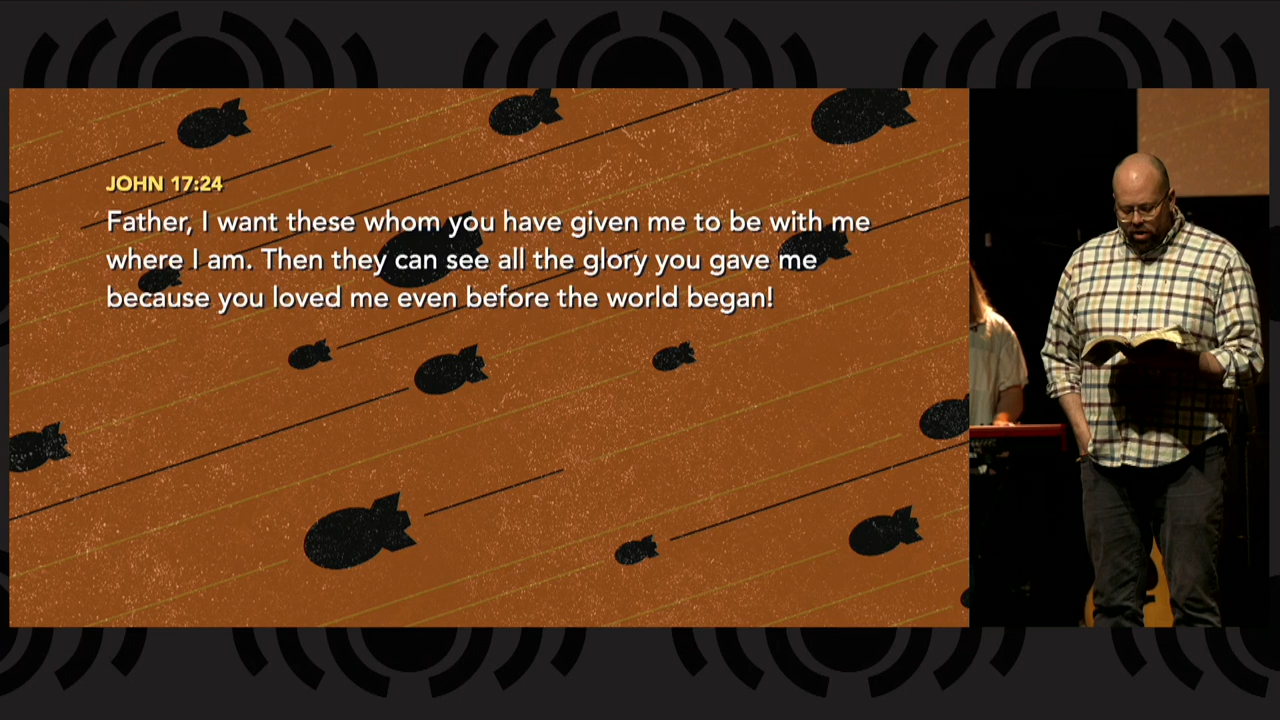 JOHN 17:24
Father, I want these whom you have given me to be with me
where I am. Then they can see all the glory you gave me
because you loved me even before the world began!